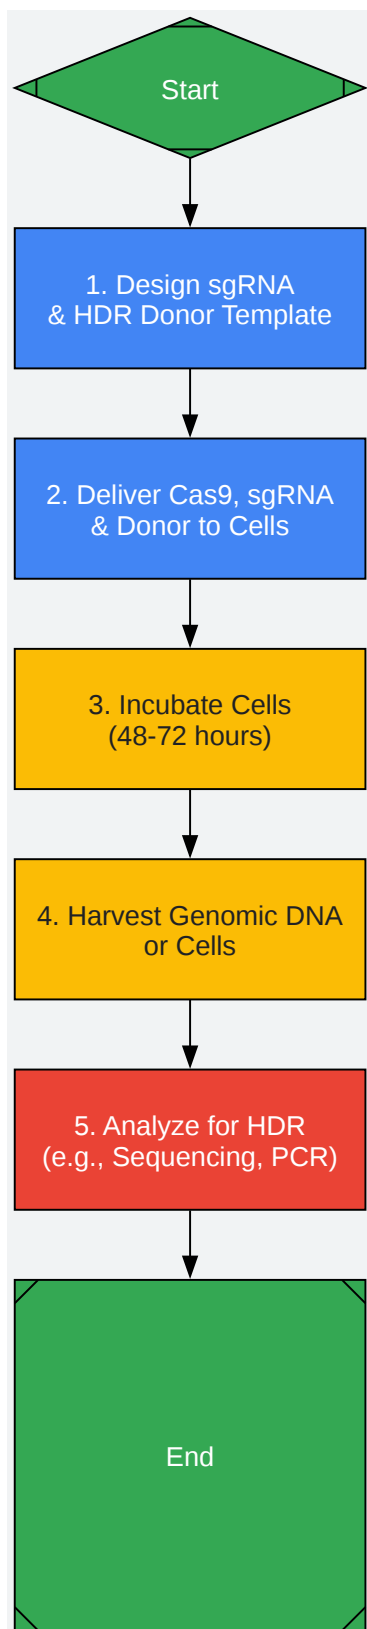 Start
1. Design sgRNA
& HDR Donor Template
2. Deliver Cas9, sgRNA
& Donor to Cells
3. Incubate Cells
(48-72 hours)
4. Harvest Genomic DNA
or Cells
5. Analyze for HDR
(e.g., Sequencing, PCR)
End